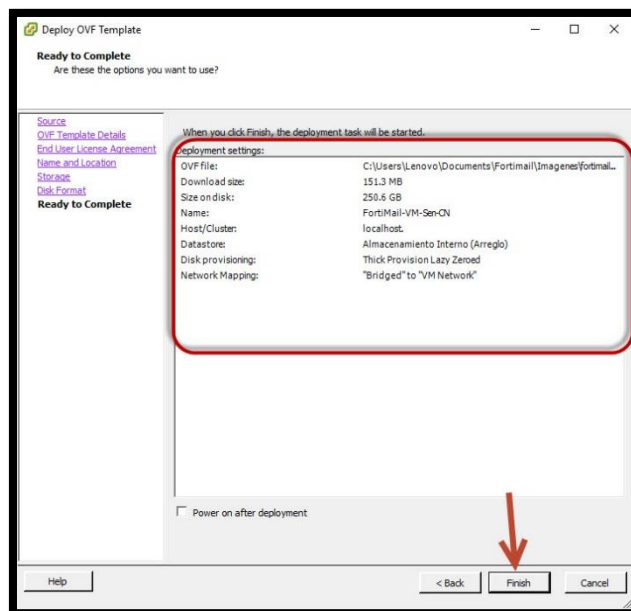 Deploy OVF Template
Ready to Complete
Are these the options you want to use?
Source
OVF Template Details
End User License Agreement
Name and Location
Storage
Disk Format
Ready to Complete
When you click Finish, the deployment task will be started.
Deployment settings:
OVF file: C:\Users\Lenovo\Documents\Fortimail\Imagenes\fortimail...
Download size: 151.3 MB
Size on disk: 250.6 GB
Name: FortiMail-VM-Sen-CN
Host/Cluster: localhost.
Datastore: Almacenamiento Interno (Arreglo)
Disk provisioning: Thick Provision Lazy Zeroed
Network Mapping: "Bridged" to "VM Network"
Power on after deployment
Help < Back Finish Cancel